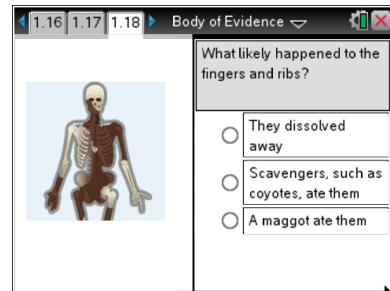 1.16 1.17 1.18 Body of Evidence
What likely happened to the
fingers and ribs?
They dissolved
away
Scavengers, such as
coyotes, ate them
A maggot ate them